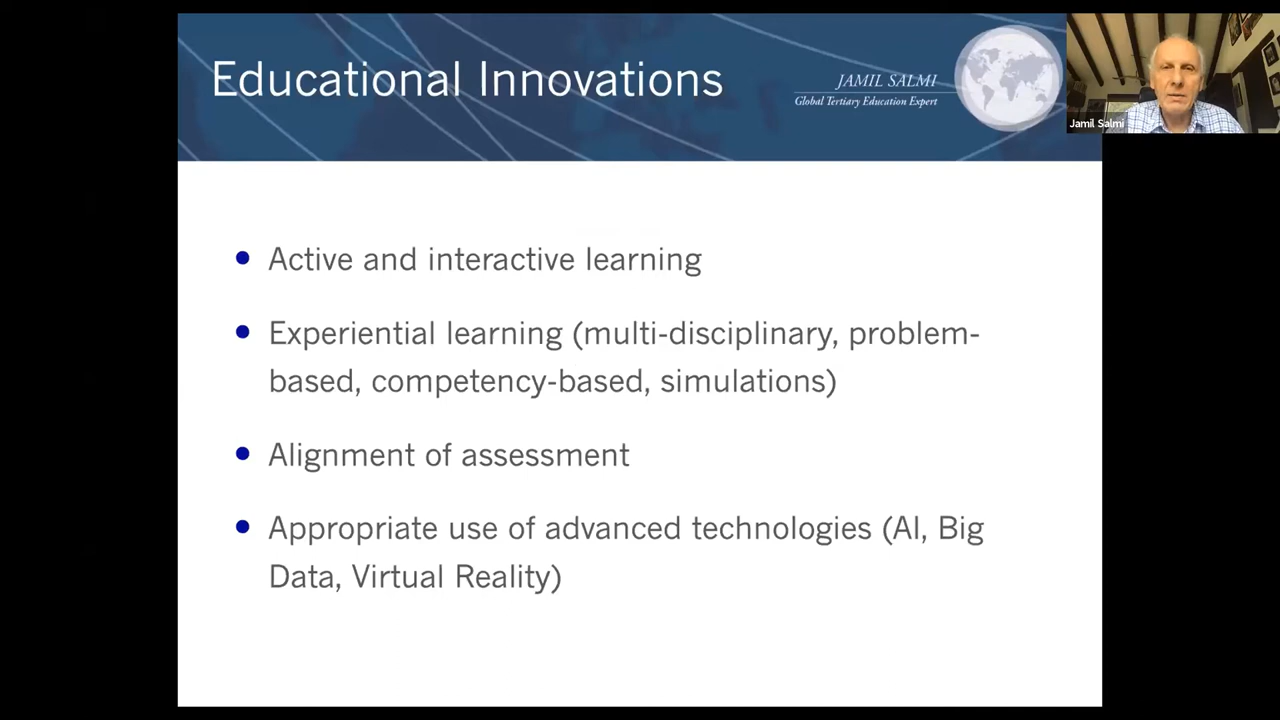 Educational Innovations
JAMIL SALMI
Global Tertiary Education Expert
Jamil Salmi
• Active and interactive learning
• Experiential learning (multi-disciplinary, problem-
based, competency-based, simulations)
• Alignment of assessment
• Appropriate use of advanced technologies (AI, Big
Data, Virtual Reality)